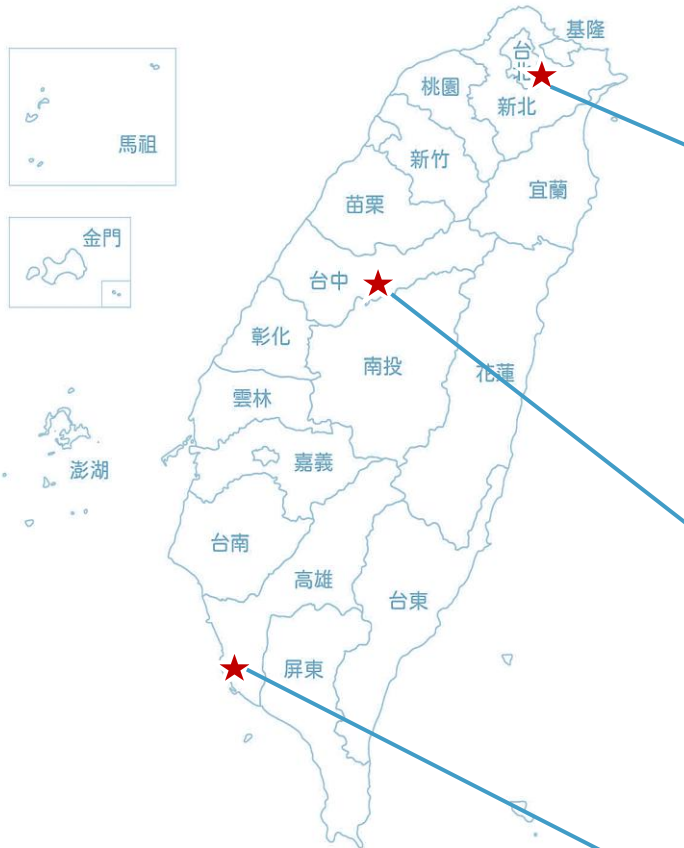 基隆
台北
桃園
新北
馬祖
新竹
宜蘭
苗栗
金門
台中
彰化
南投
花蓮
雲林
嘉義
澎湖
台南
高雄
台東
屏東